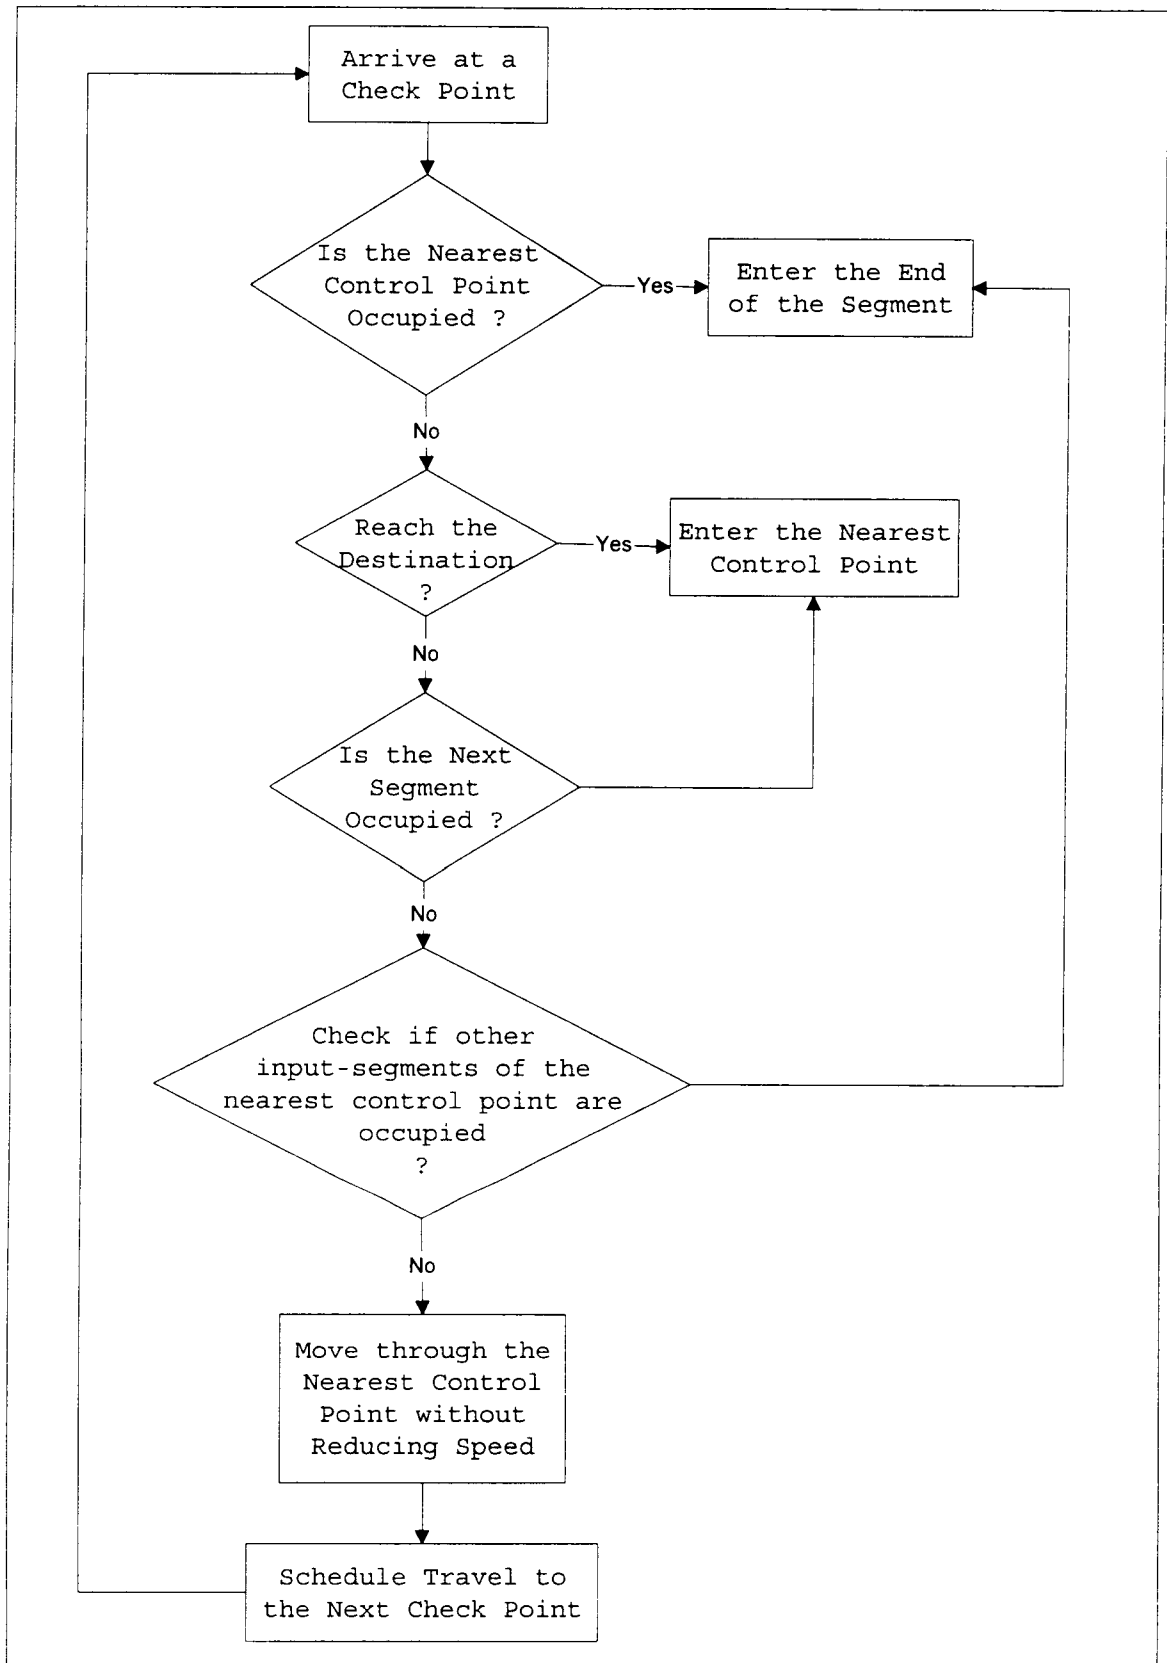 Arrive at a
Check Point
Is the Nearest
Control Point
Occupied ?
Yes
Enter the End
of the Segment
No
Reach the
Destination
?
Yes
Enter the Nearest
Control Point
No
Is the Next
Segment
Occupied ?
No
Check if other
input-segments of the
nearest control point are
occupied
?
No
Move through the
Nearest Control
Point without
Reducing Speed
Schedule Travel to
the Next Check Point